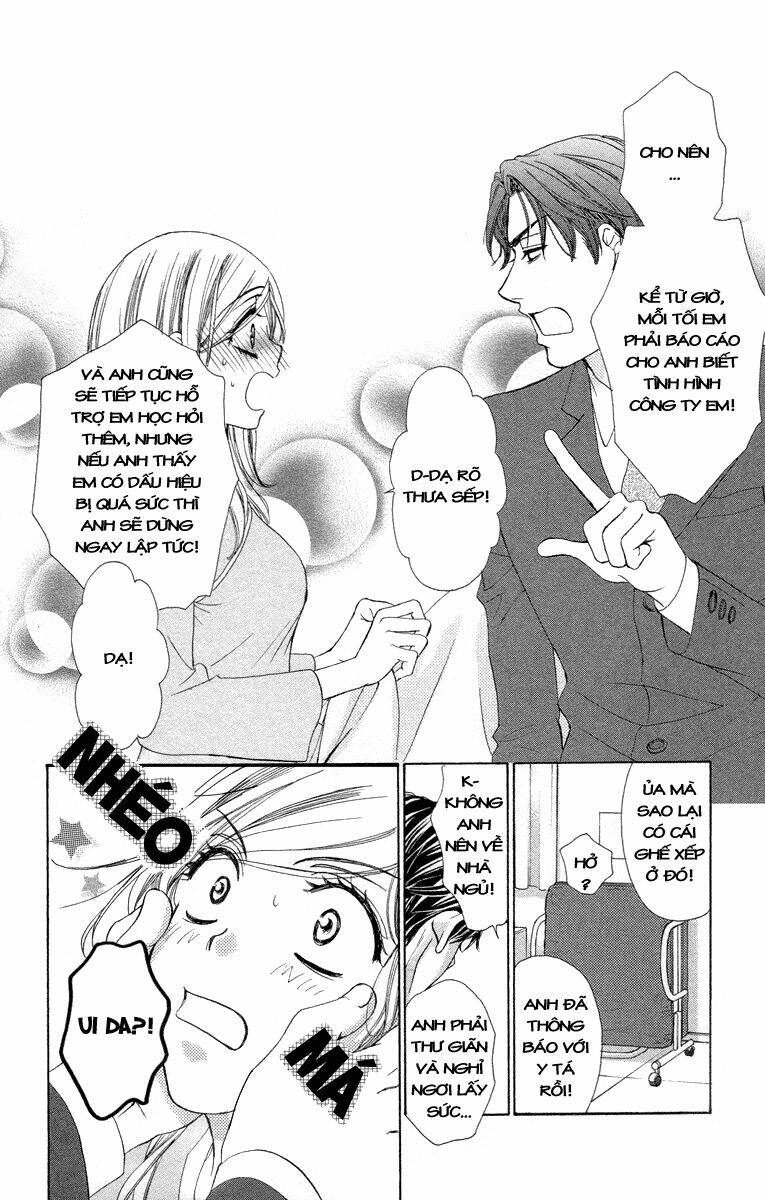 CHO NÊN
...
KỂ TỪ GIỜ,
MỖI TỐI EM
PHẢI BÁO CÁO
CHO ANH BIẾT
TÌNH HÌNH
CÔNG TY EM!
D-DẠ RÕ
THƯA SẾP!
VÀ ANH CŨNG
SẼ TIẾP TỤC HỖ
TRỢ EM HỌC HỎI
THÊM, NHƯNG
NẾU ANH THẤY
EM CÓ DẤU HIỆU
BỊ QUÁ SỨC THÌ
ANH SẼ DỪNG
NGAY LẬP TỨC!
DẠ!
ỦA MÀ
SAO LẠI
CÓ CÁI
GHẾ XẾP
Ở ĐÓ!
HỞ
?
ANH ĐÃ
THÔNG
BÁO VỚI
Y TÁ
RỒI!
K-
KHÔNG
ANH
NÊN VỀ
NHÀ
NGỦ!
ANH PHẢI
THƯ GIÃN
VÀ NGHỈ
NGƠI LẤY
SỨC...
NHÉO
MÁ
UI DA?!